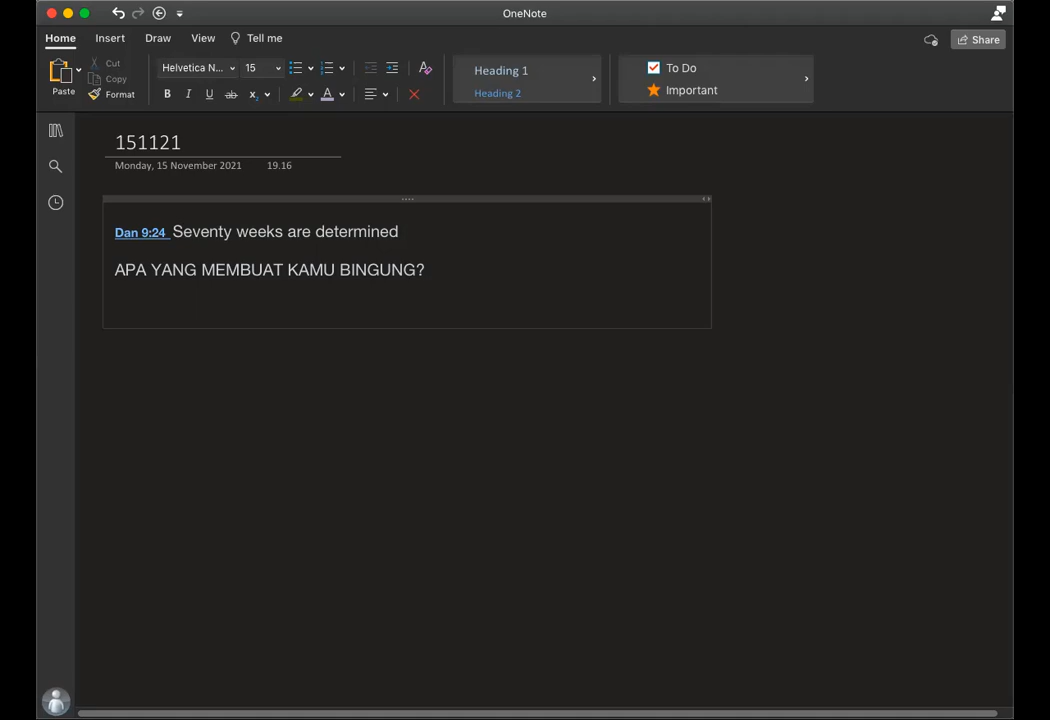 OneNote
Home Insert Draw View Tell me
Share
Paste
Cut
Copy
Format
Helvetica N... 15
B I U ab x₂ A
Heading 1
Heading 2
To Do
Important
151121
Monday, 15 November 2021 19.16
Dan 9:24 Seventy weeks are determined
APA YANG MEMBUAT KAMU BINGUNG?